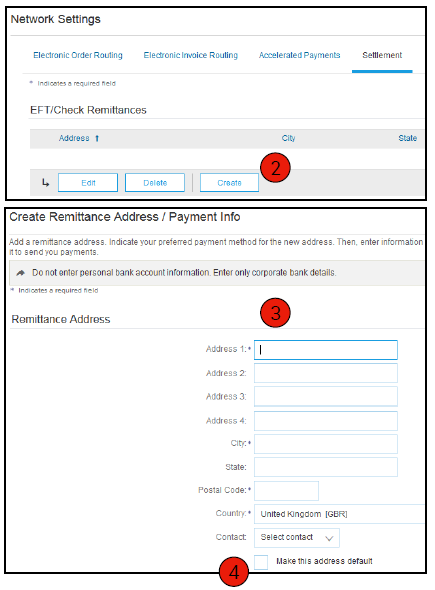 Network Settings
Electronic Order Routing Electronic Invoice Routing Accelerated Payments Settlement
* Indicates a required field
EFT/Check Remittances
Address ↑ City State
2
Edit Delete Create
Create Remittance Address / Payment Info
Add a remittance address. Indicate your preferred payment method for the new address. Then, enter information
it to send you payments.
Do not enter personal bank account information. Enter only corporate bank details.
* Indicates a required field
3
Remittance Address
Address 1:*
Address 2:
Address 3:
Address 4:
City:*
State:
Postal Code:*
Country:* United Kingdom [GBR]
Contact: Select contact
4 Make this address default